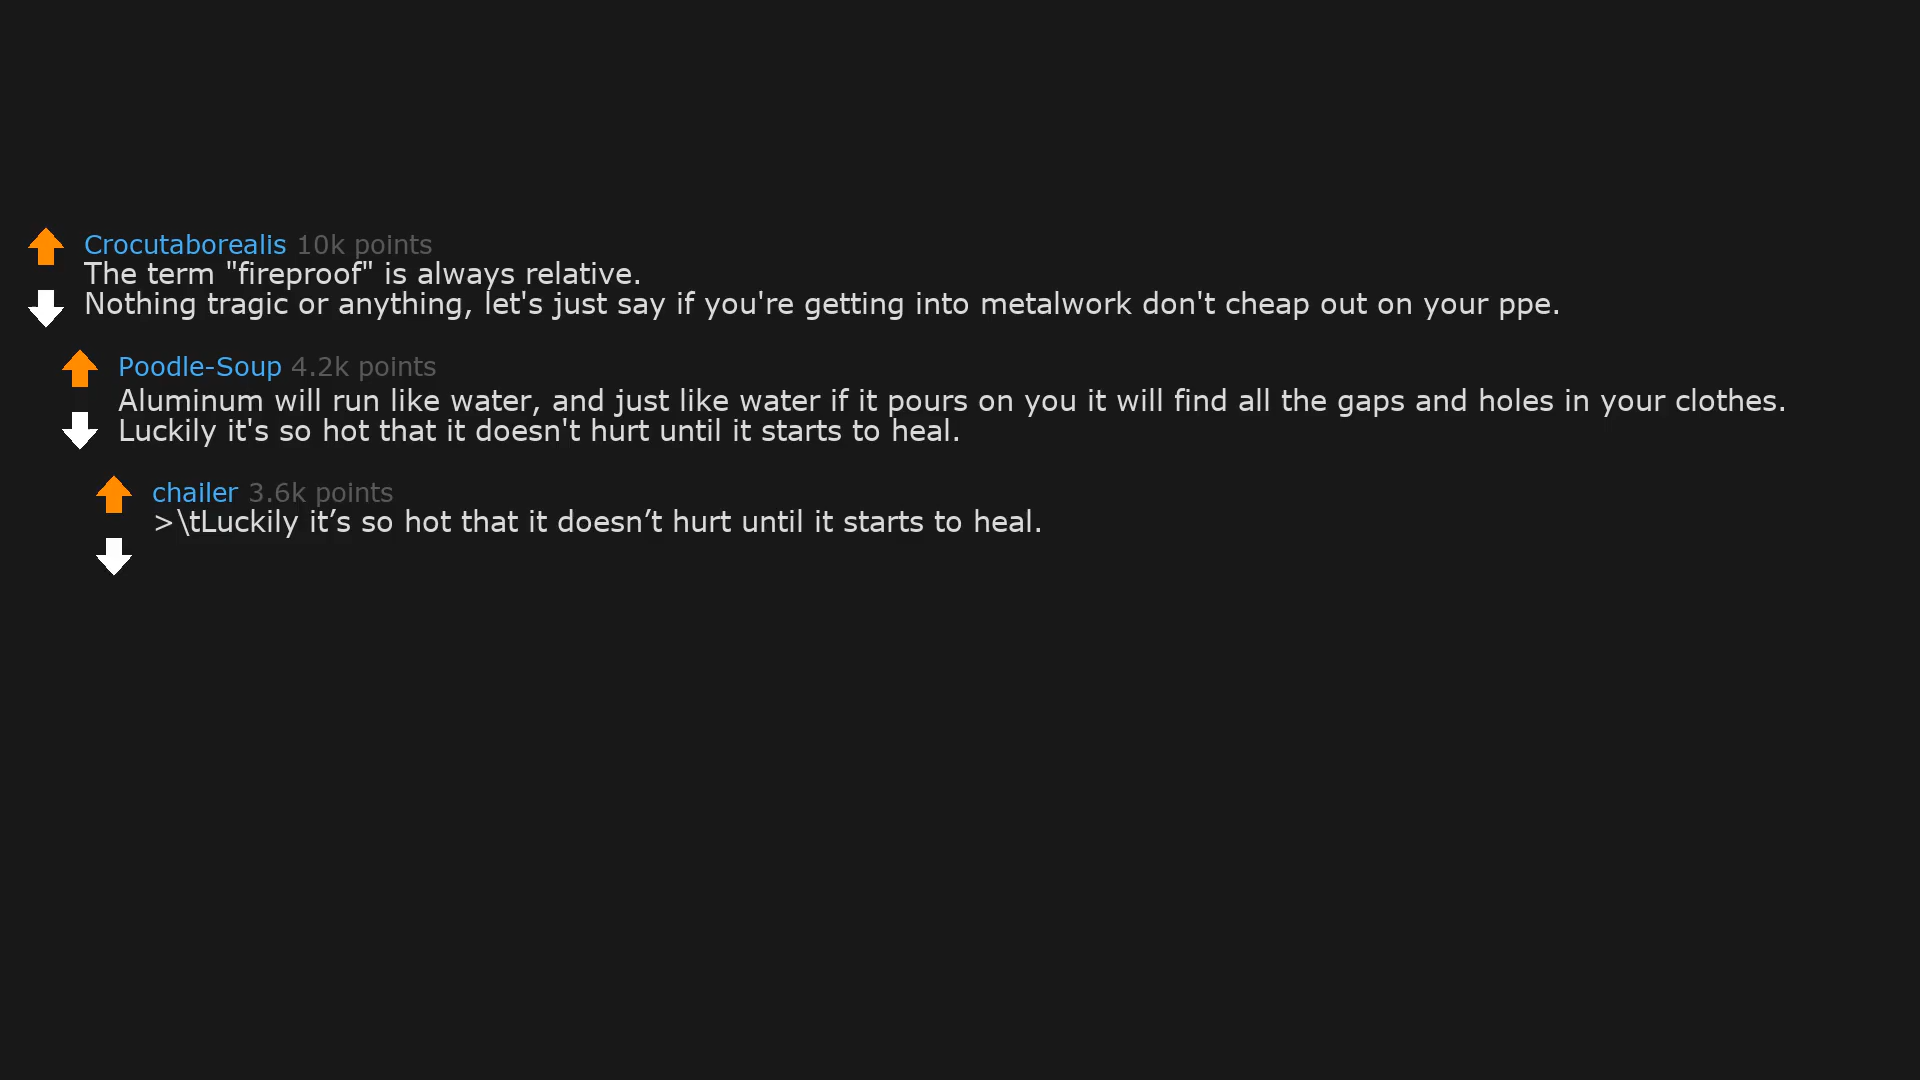 Crocutaborealis 10k points
The term "fireproof" is always relative.
Nothing tragic or anything, let's just say if you're getting into metalwork don't cheap out on your ppe.
Poodle-Soup 4.2k points
Aluminum will run like water, and just like water if it pours on you it will find all the gaps and holes in your clothes.
Luckily it's so hot that it doesn't hurt until it starts to heal.
chailer 3.6k points
>\tLuckily it’s so hot that it doesn’t hurt until it starts to heal.